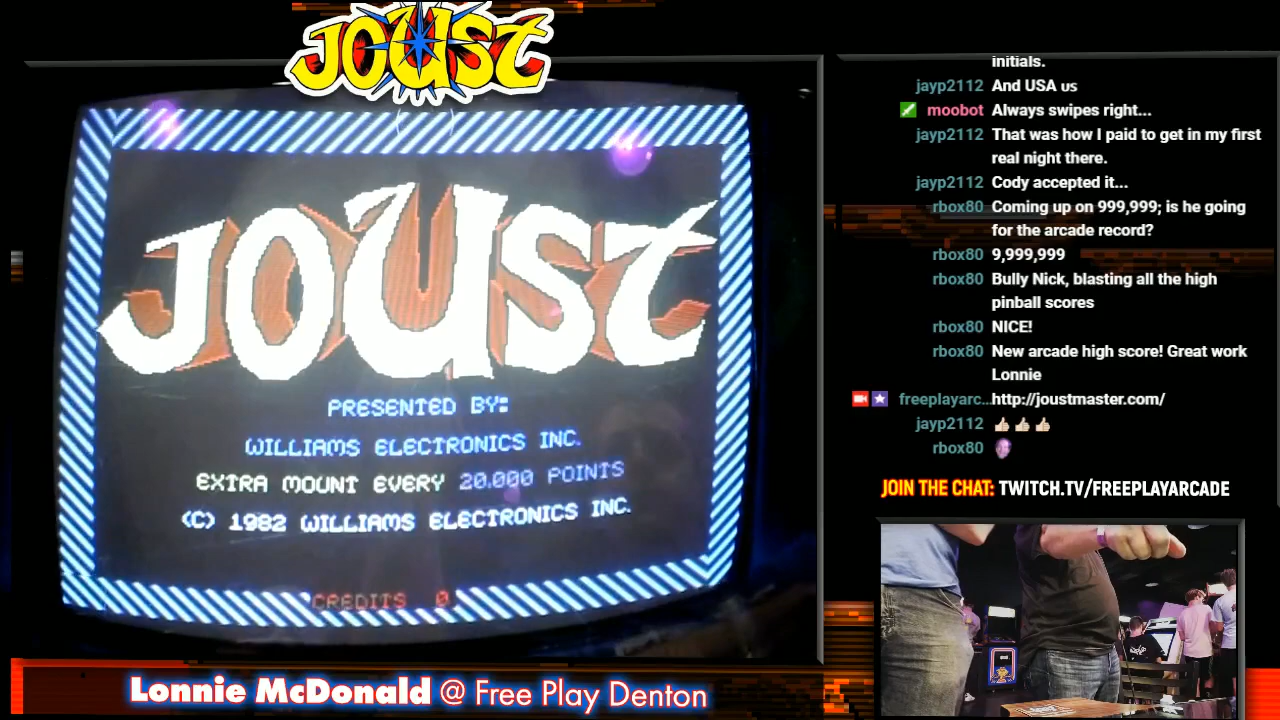 JOUST
JOUST
PRESENTED BY:
WILLIAMS ELECTRONICS INC.
EXTRA MOUNT EVERY 20,000 POINTS
(C) 1982 WILLIAMS ELECTRONICS INC.
CREDITS 0
Lonnie McDonald @ Free Play Denton
initials.
jayp2112 And USA us
moobot Always swipes right...
jayp2112 That was how I paid to get in my first
real night there.
jayp2112 Cody accepted it...
rbox80 Coming up on 999,999; is he going
for the arcade record?
rbox80 9,999,999
rbox80 Bully Nick, blasting all the high
pinball scores
rbox80 NICE!
rbox80 New arcade high score! Great work
Lonnie
freeplayarc... http://joustmaster.com/
jayp2112 👍🏻👍🏻👍🏻
rbox80
JOIN THE CHAT: TWITCH.TV/FREEPLAYARCADE